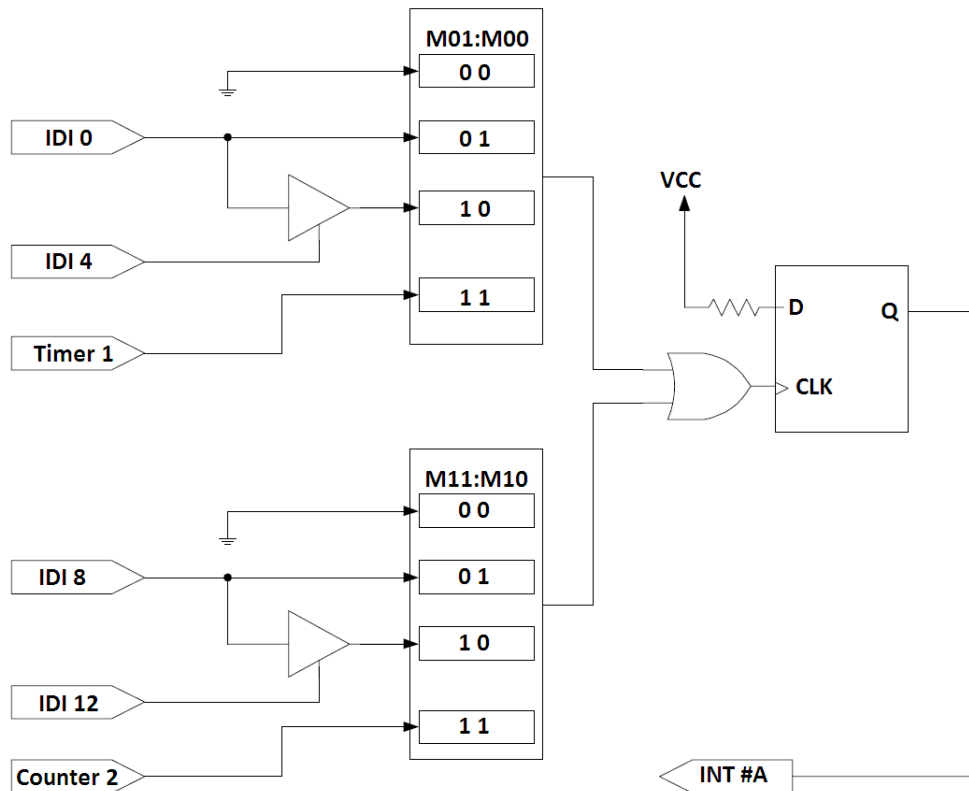 M01:M00
0 0
IDI 0
0 1
1 0
IDI 4
1 1
Timer 1
VCC
D
Q
CLK
M11:M10
0 0
IDI 8
0 1
1 0
IDI 12
1 1
Counter 2
INT #A